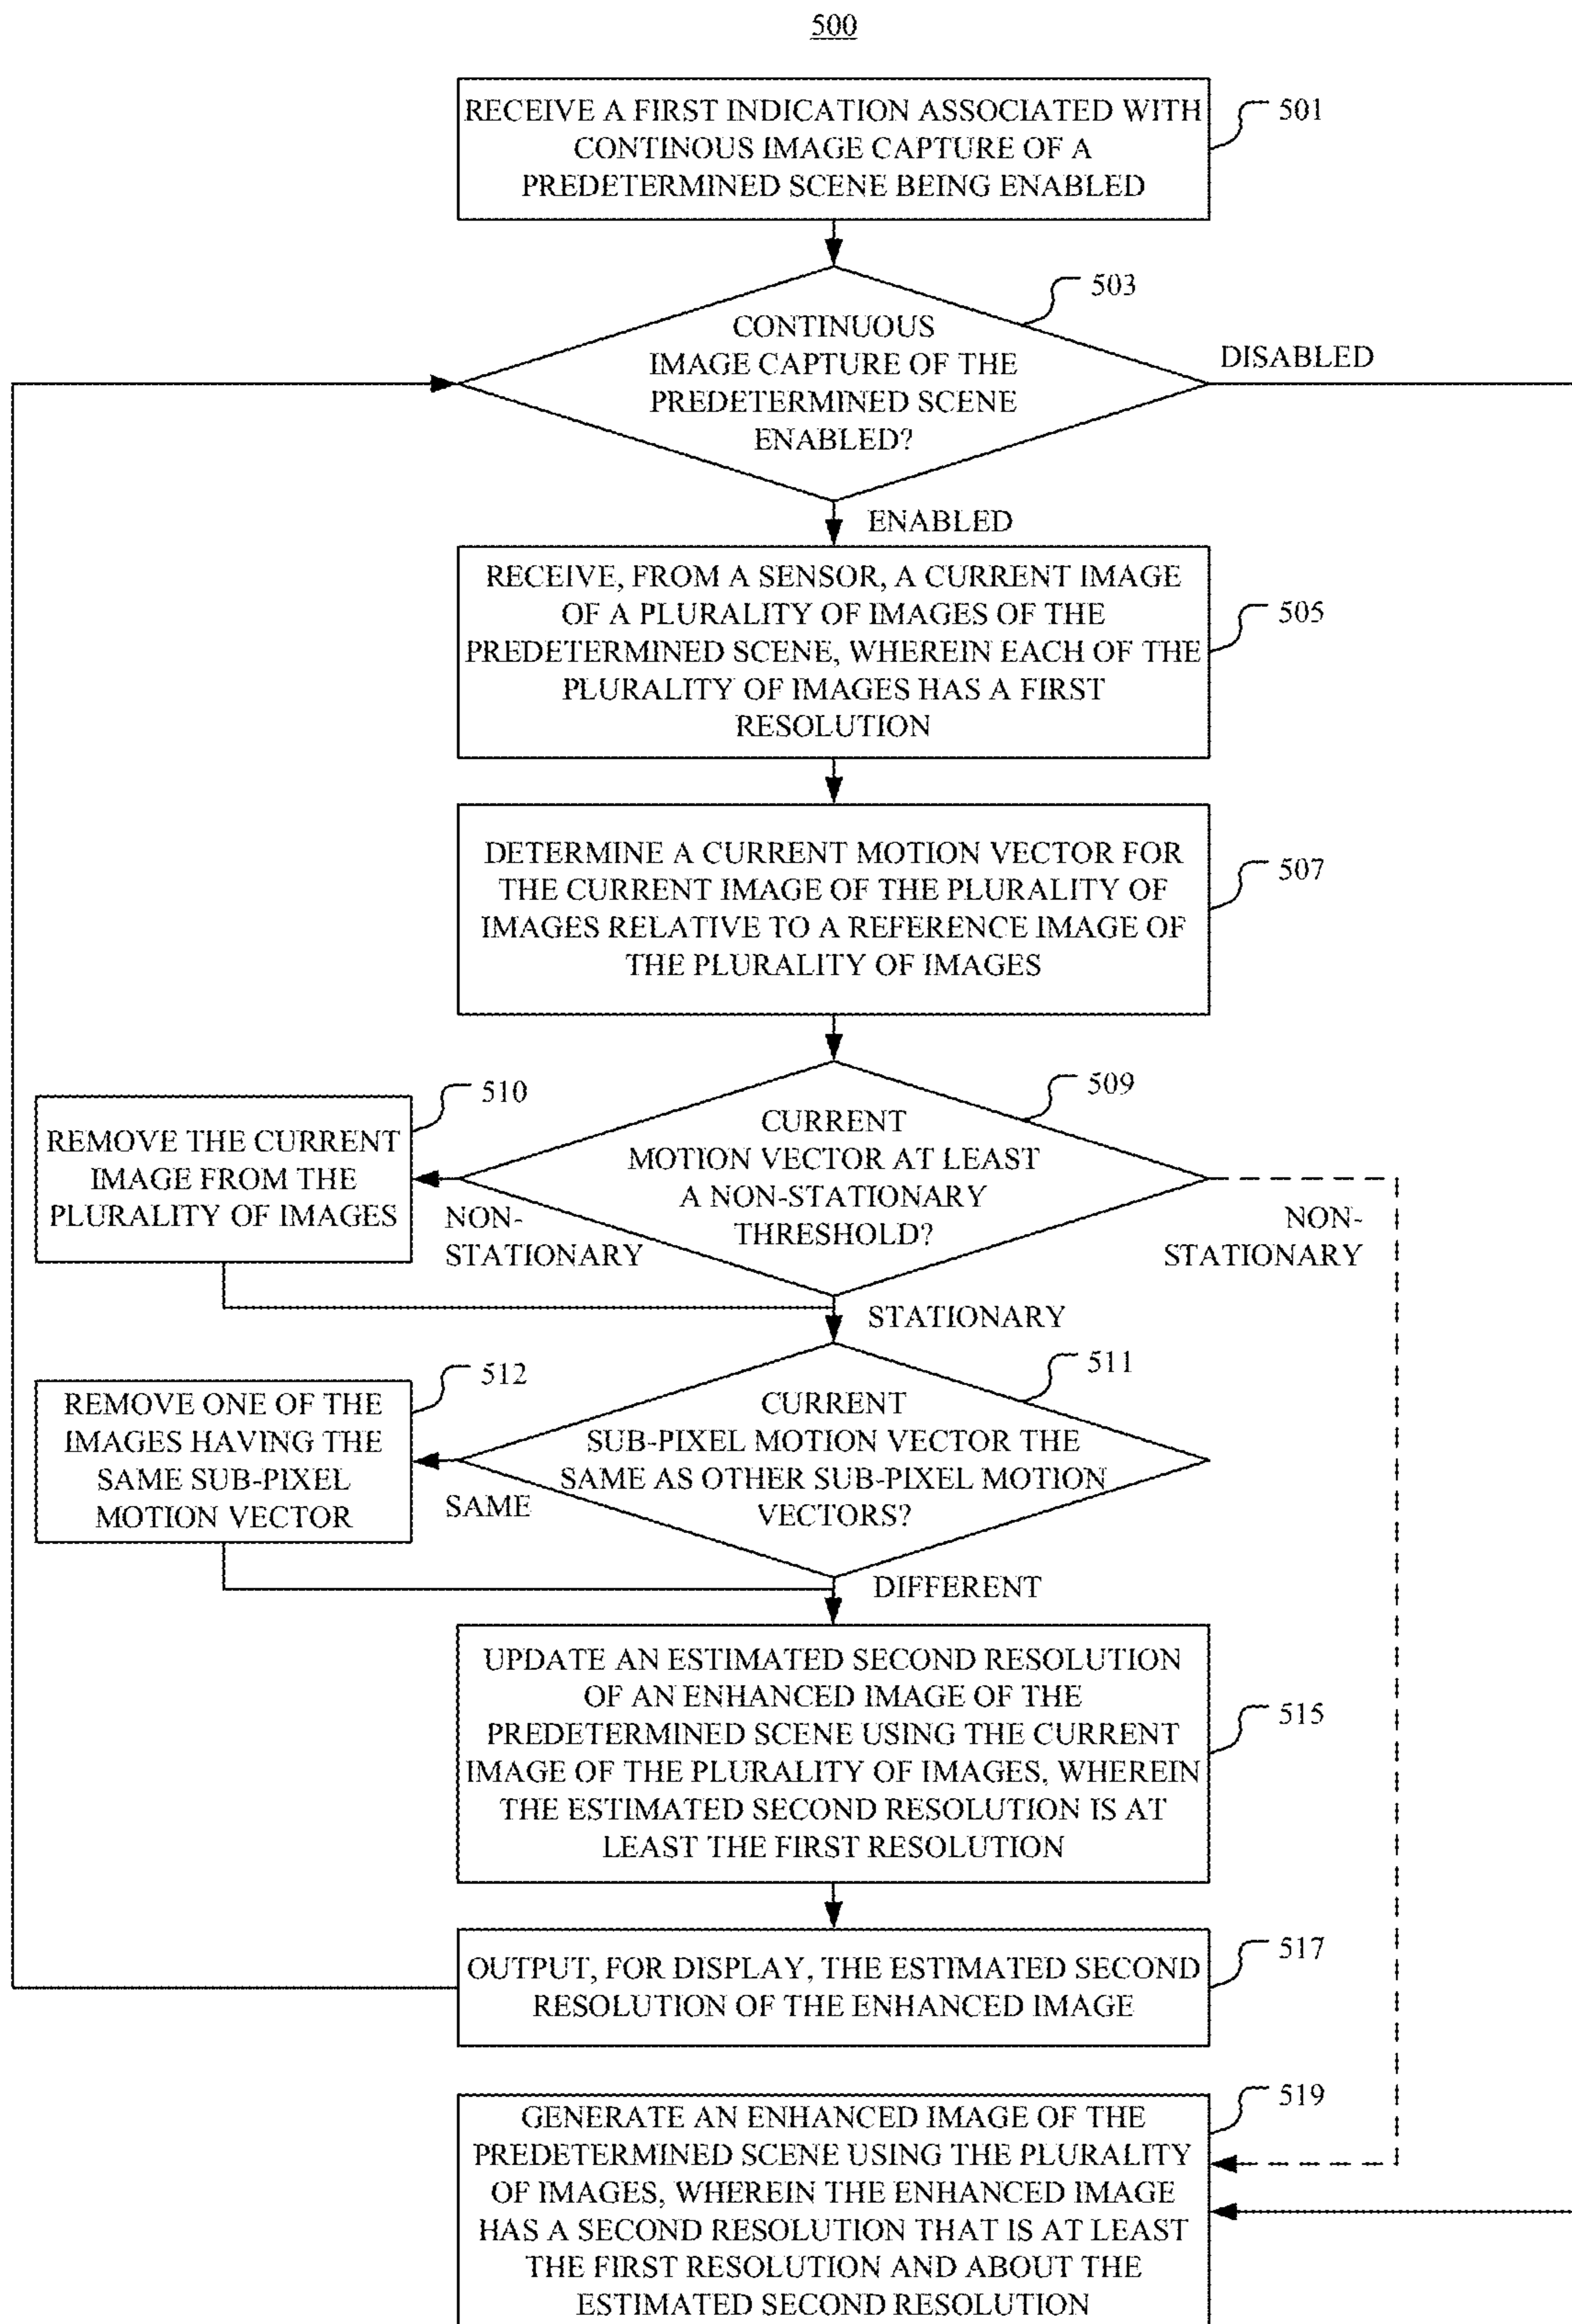 500
RECEIVE A FIRST INDICATION ASSOCIATED WITH
CONTINOUS IMAGE CAPTURE OF A
PREDETERMINED SCENE BEING ENABLED
501
503
CONTINUOUS
IMAGE CAPTURE OF THE
PREDETERMINED SCENE
ENABLED?
DISABLED
ENABLED
RECEIVE, FROM A SENSOR, A CURRENT IMAGE
OF A PLURALITY OF IMAGES OF THE
PREDETERMINED SCENE, WHEREIN EACH OF THE
PLURALITY OF IMAGES HAS A FIRST
RESOLUTION
505
DETERMINE A CURRENT MOTION VECTOR FOR
THE CURRENT IMAGE OF THE PLURALITY OF
IMAGES RELATIVE TO A REFERENCE IMAGE OF
THE PLURALITY OF IMAGES
507
509
CURRENT
MOTION VECTOR AT LEAST
A NON-STATIONARY
THRESHOLD?
510
REMOVE THE CURRENT
IMAGE FROM THE
PLURALITY OF IMAGES
NON-
STATIONARY
NON-
STATIONARY
STATIONARY
511
CURRENT
SUB-PIXEL MOTION VECTOR THE
SAME AS OTHER SUB-PIXEL MOTION
VECTORS?
512
REMOVE ONE OF THE
IMAGES HAVING THE
SAME SUB-PIXEL
MOTION VECTOR
SAME
DIFFERENT
UPDATE AN ESTIMATED SECOND RESOLUTION
OF AN ENHANCED IMAGE OF THE
PREDETERMINED SCENE USING THE CURRENT
IMAGE OF THE PLURALITY OF IMAGES, WHEREIN
THE ESTIMATED SECOND RESOLUTION IS AT
LEAST THE FIRST RESOLUTION
515
OUTPUT, FOR DISPLAY, THE ESTIMATED SECOND
RESOLUTION OF THE ENHANCED IMAGE
517
519
GENERATE AN ENHANCED IMAGE OF THE
PREDETERMINED SCENE USING THE PLURALITY
OF IMAGES, WHEREIN THE ENHANCED IMAGE
HAS A SECOND RESOLUTION THAT IS AT LEAST
THE FIRST RESOLUTION AND ABOUT THE
ESTIMATED SECOND RESOLUTION